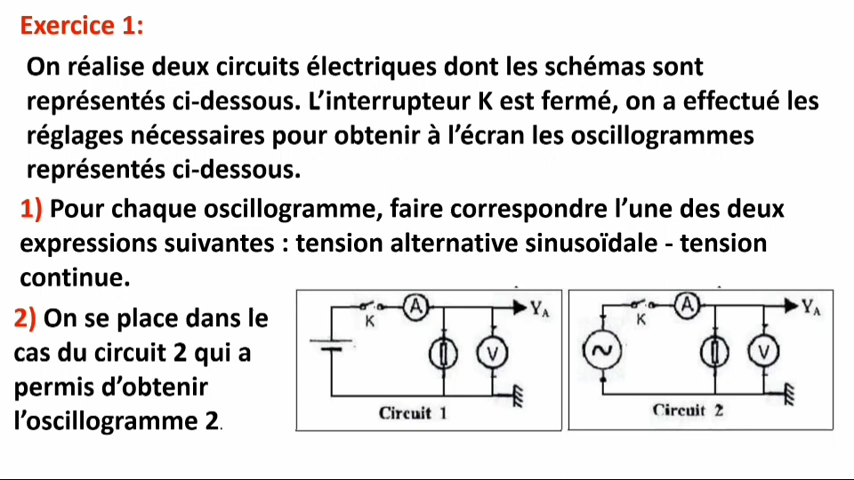 Exercice 1:
On réalise deux circuits électriques dont les schémas sont
représentés ci-dessous. L’interrupteur K est fermé, on a effectué les
réglages nécessaires pour obtenir à l’écran les oscillogrammes
représentés ci-dessous.
1) Pour chaque oscillogramme, faire correspondre l’une des deux
expressions suivantes : tension alternative sinusoïdale - tension
continue.
2) On se place dans le
cas du circuit 2 qui a
permis d’obtenir
l’oscillogramme 2.
K
A
YA
V
Circuit 1
K
A
YA
V
Circuit 2